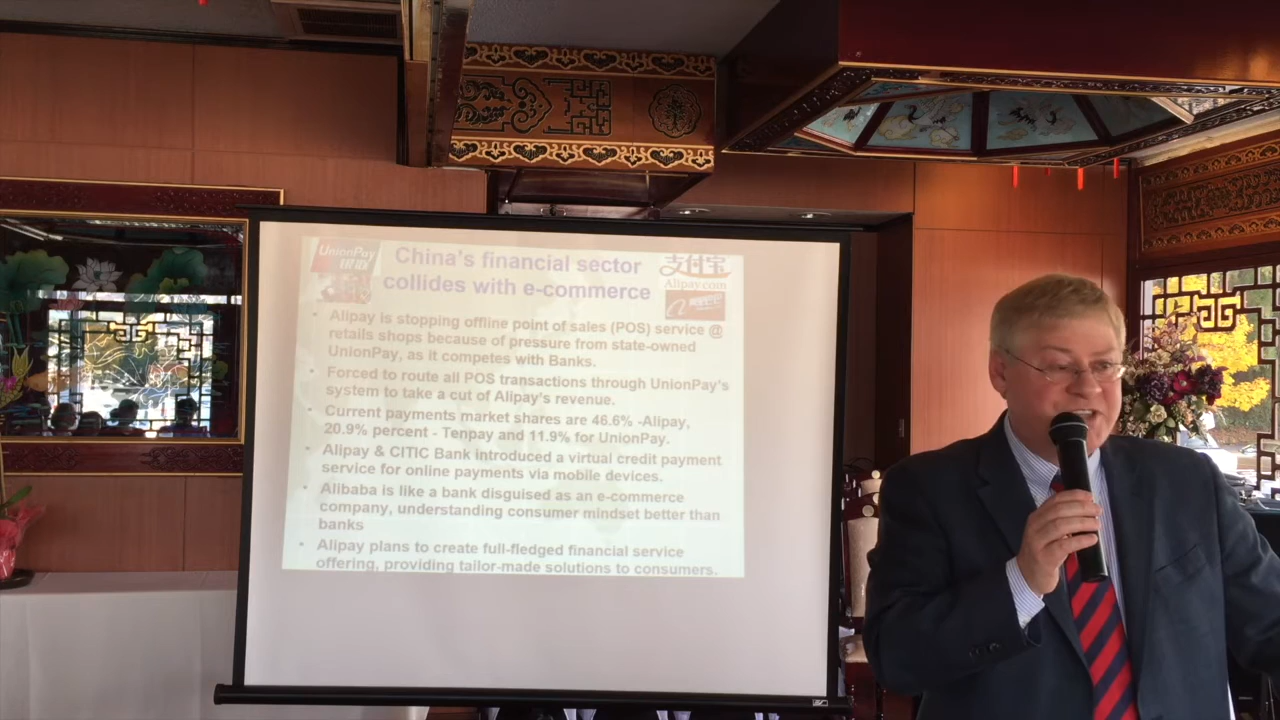 UnionPay
银联
China's financial sector
collides with e-commerce
支付宝
Alipay.com
• Alipay is stopping offline point of sales (POS) service @
retails shops because of pressure from state-owned
UnionPay, as it competes with Banks.
• Forced to route all POS transactions through UnionPay's
system to take a cut of Alipay's revenue.
• Current payments market shares are 46.6% -Alipay,
20.9% percent - Tenpay and 11.9% for UnionPay.
• Alipay & CITIC Bank introduced a virtual credit payment
service for online payments via mobile devices.
• Alibaba is like a bank disguised as an e-commerce
company, understanding consumer mindset better than
banks
• Alipay plans to create full-fledged financial service
offering, providing tailor-made solutions to consumers.